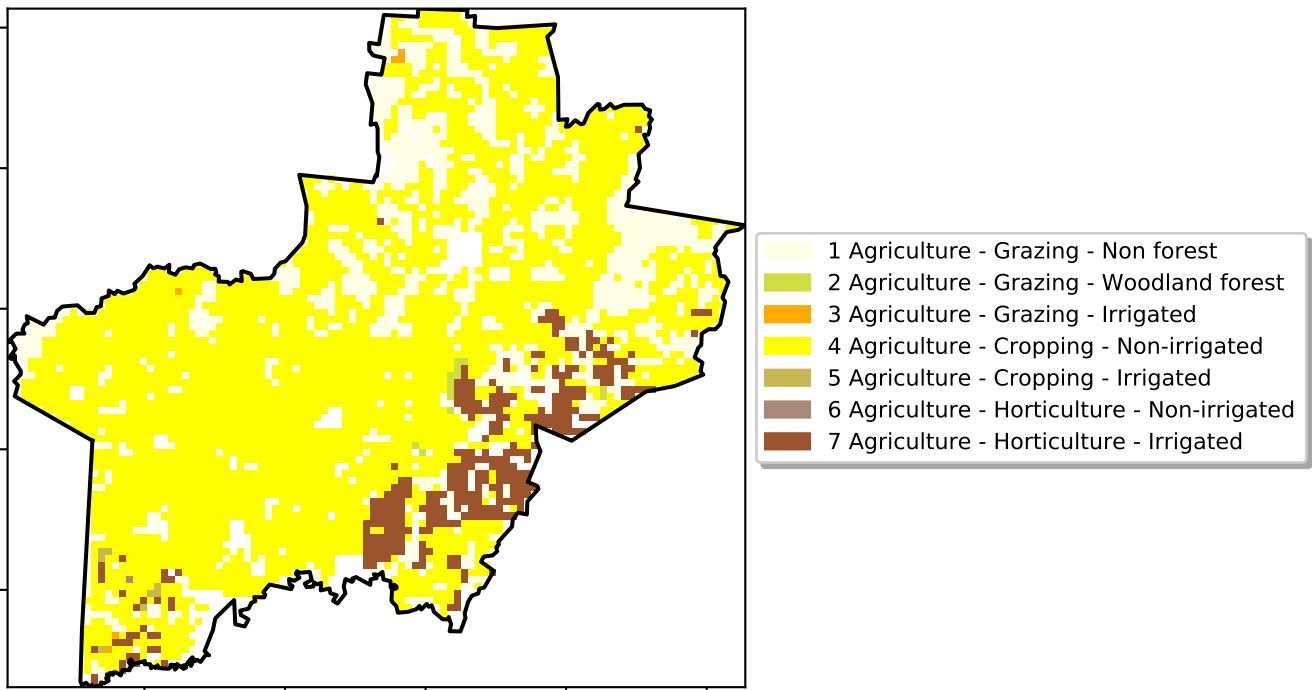 1 Agriculture - Grazing - Non forest
2 Agriculture - Grazing - Woodland forest
3 Agriculture - Grazing - Irrigated
4 Agriculture - Cropping - Non-irrigated
5 Agriculture - Cropping - Irrigated
6 Agriculture - Horticulture - Non-irrigated
7 Agriculture - Horticulture - Irrigated